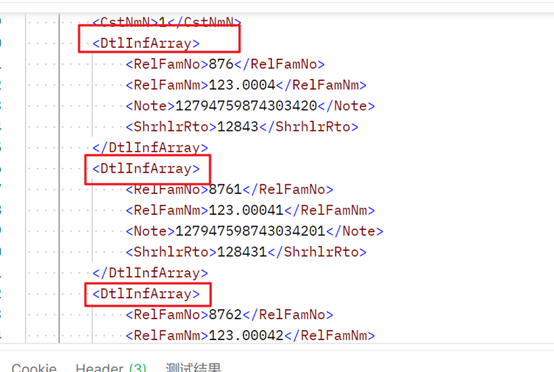 <CstNmN>1</CstNmN>
<DtlInfArray>
<RelFamNo>876</RelFamNo>
<RelFamNm>123.0004</RelFamNm>
<Note>12794759874303420</Note>
<ShrhlrRto>12843</ShrhlrRto>
</DtlInfArray>
<DtlInfArray>
<RelFamNo>8761</RelFamNo>
<RelFamNm>123.00041</RelFamNm>
<Note>127947598743034201</Note>
<ShrhlrRto>128431</ShrhlrRto>
</DtlInfArray>
<DtlInfArray>
<RelFamNo>8762</RelFamNo>
<RelFamNm>123.00042</RelFamNm>
Cookie Header (3) 测试结果